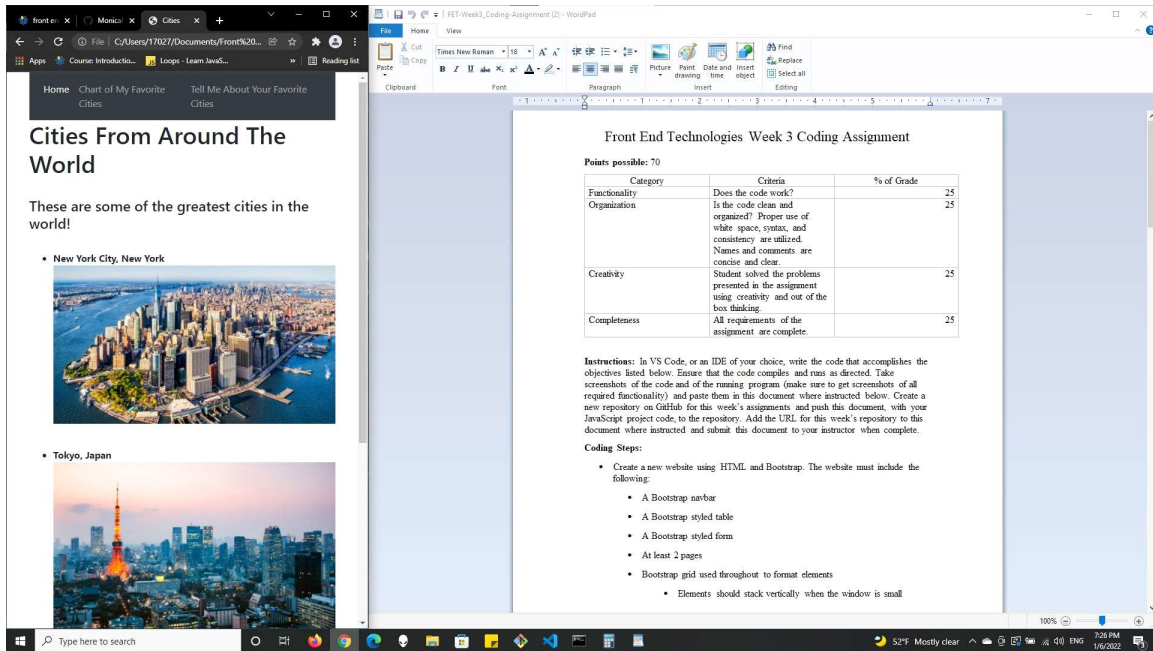 front en
Monical
Cities
File
C:/Users/17027/Documents/Front%20...
Apps
Course: Introductio...
Loops - Learn JavaS...
»
Reading list
Home
Chart of My Favorite
Cities
Tell Me About Your Favorite
Cities
Cities From Around The
World
These are some of the greatest cities in the
world!
• New York City, New York
• Tokyo, Japan
FET-Week3_Coding-Assignment (2) - WordPad
File
Home
View
Paste
Cut
Copy
Clipboard
Times New Roman
18
Font
Paragraph
Picture
Paint
drawing
Date and
time
Insert
object
Insert
Find
Replace
Select all
Editing
Front End Technologies Week 3 Coding Assignment
Points possible: 70
Category Criteria % of Grade
Functionality Does the code work? 25
Organization Is the code clean and 25
organized? Proper use of
white space, syntax, and
consistency are utilized.
Names and comments are
concise and clear.
Creativity Student solved the problems 25
presented in the assignment
using creativity and out of the
box thinking.
Completeness All requirements of the 25
assignment are complete.
Instructions: In VS Code, or an IDE of your choice, write the code that accomplishes the
objectives listed below. Ensure that the code compiles and runs as directed. Take
screenshots of the code and of the running program (make sure to get screenshots of all
required functionality) and paste them in this document where instructed below. Create a
new repository on GitHub for this week's assignments and push this document, with your
JavaScript project code, to the repository. Add the URL for this week's repository to this
document where instructed and submit this document to your instructor when complete.
Coding Steps:
• Create a new website using HTML and Bootstrap. The website must include the
following:
• A Bootstrap navbar
• A Bootstrap styled table
• A Bootstrap styled form
• At least 2 pages
• Bootstrap grid used throughout to format elements
• Elements should stack vertically when the window is small
100%
Type here to search
52°F Mostly clear
ENG
7:26 PM
1/6/2022